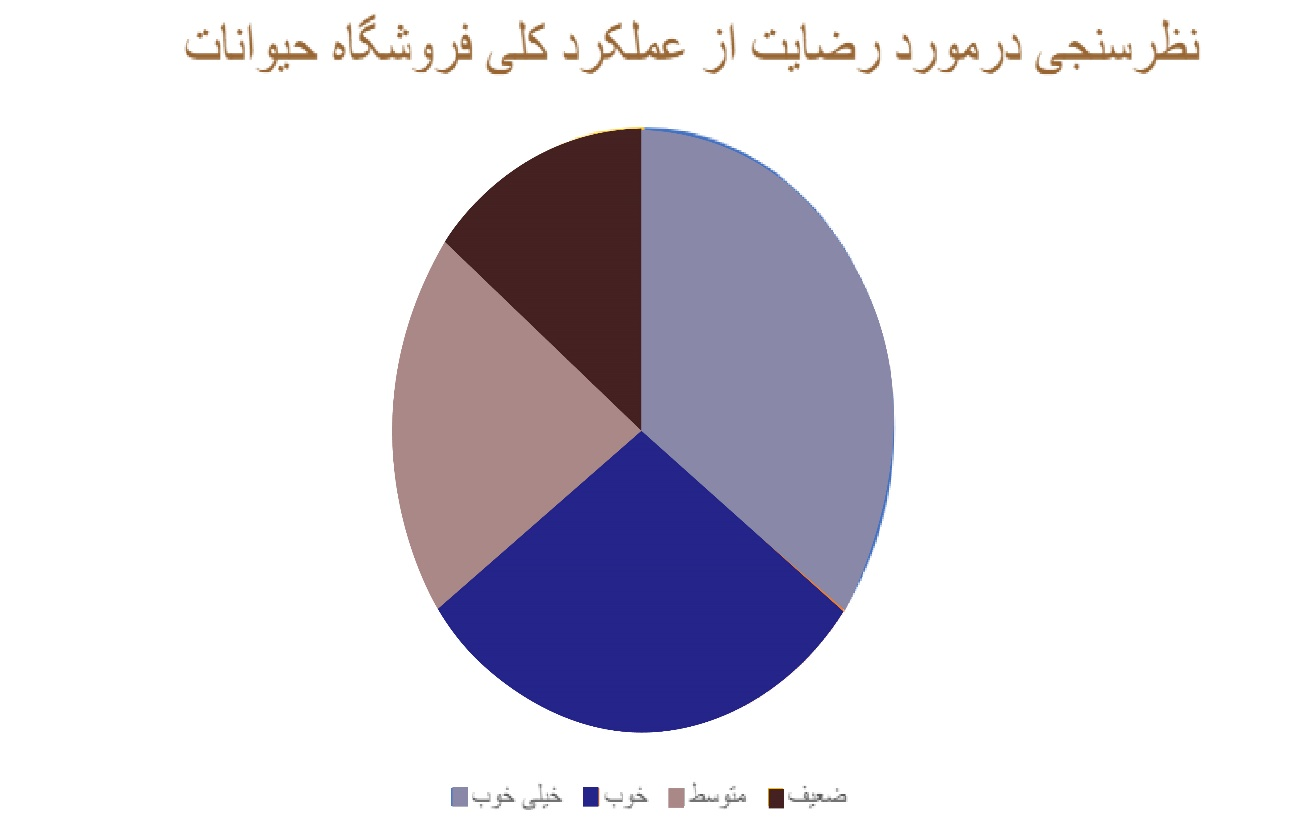 نظرسنجی درمورد رضایت از عملکرد کلی فروشگاه حیوانات
خیلی خوب خوب متوسط ضعیف